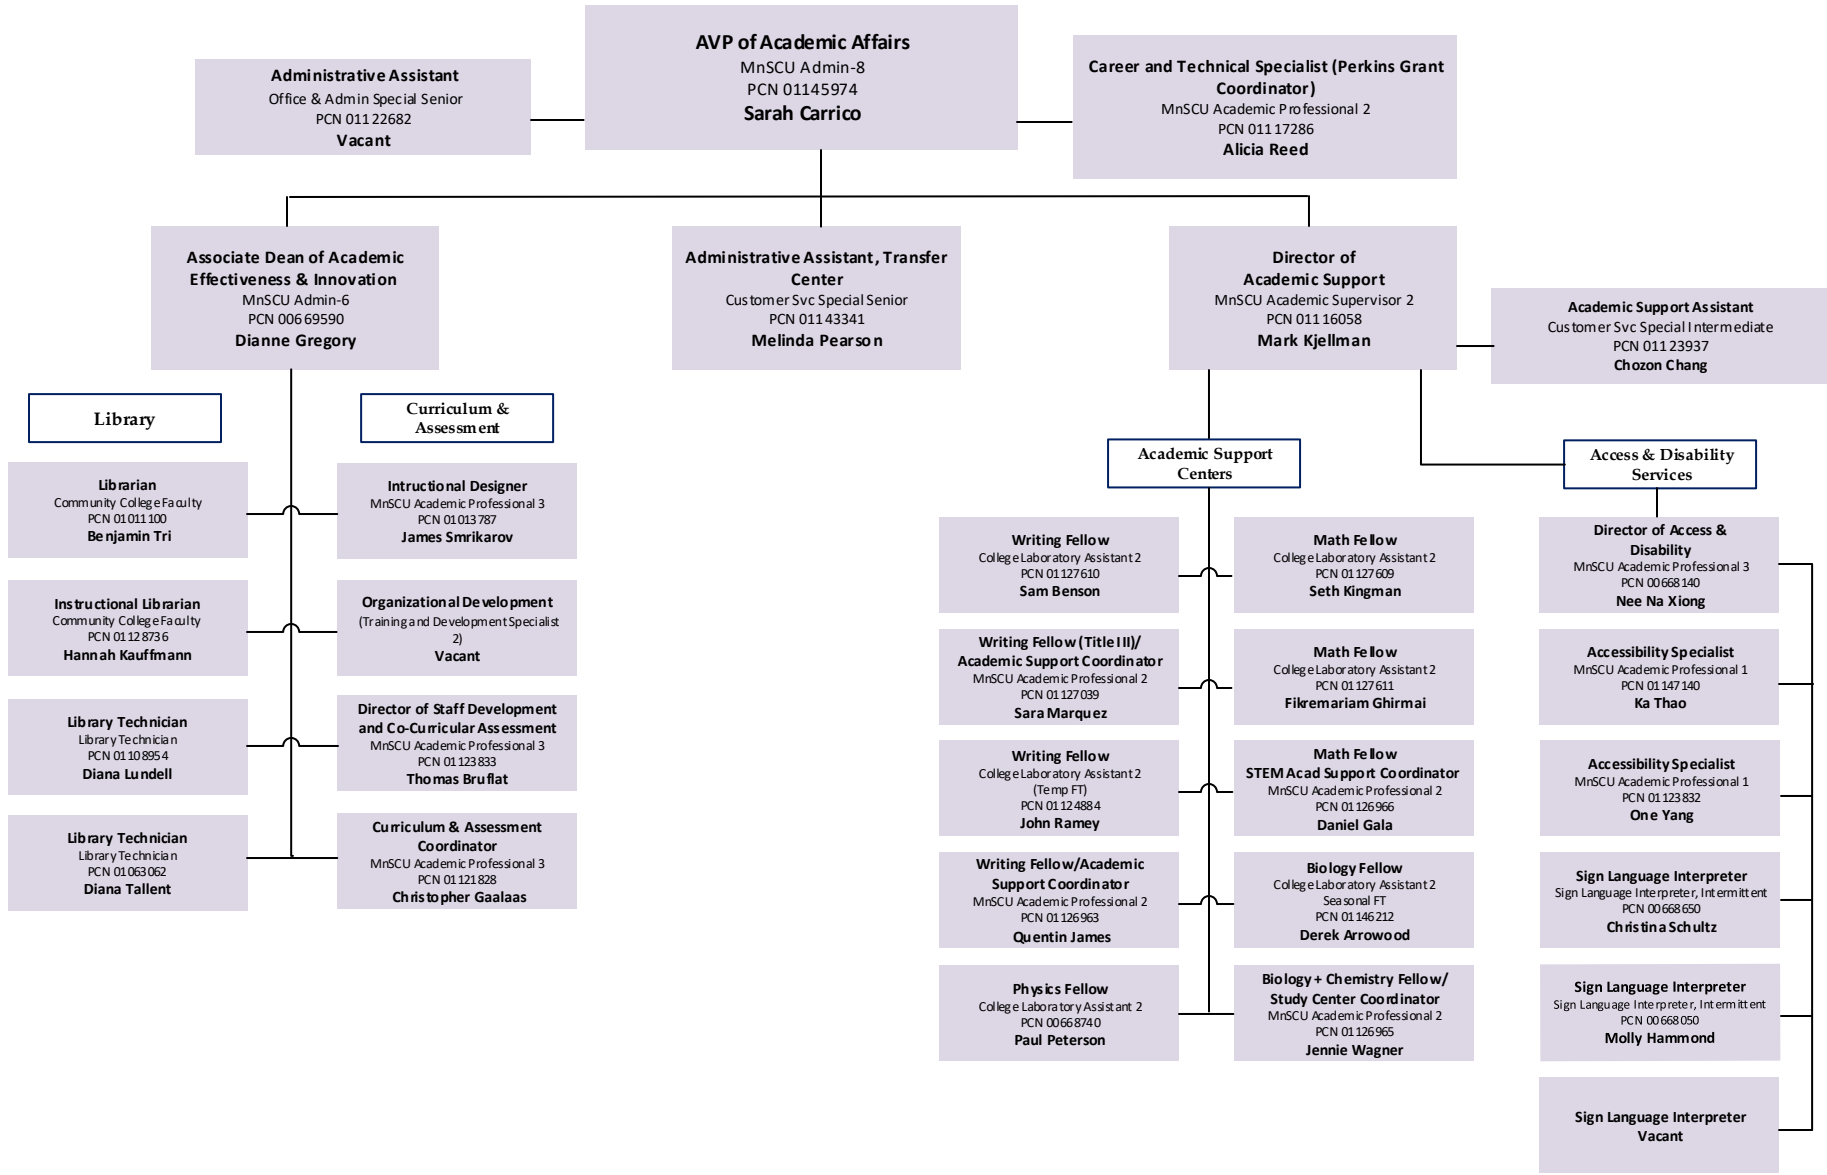 AVP of Academic Affairs
MnSCU Admin-8
PCN 01145974
Sarah Carrico
Administrative Assistant
Office & Admin Special Senior
PCN 01122682
Vacant
Career and Technical Specialist (Perkins Grant
Coordinator)
MnSCU Academic Professional 2
PCN 01117286
Alicia Reed
Associate Dean of Academic
Effectiveness & Innovation
MnSCU Admin-6
PCN 00669590
Dianne Gregory
Administrative Assistant, Transfer
Center
Customer Svc Special Senior
PCN 01143341
Melinda Pearson
Director of
Academic Support
MnSCU Academic Supervisor 2
PCN 01116058
Mark Kjellman
Academic Support Assistant
Customer Svc Special Intermediate
PCN 01123937
Chozon Chang
Library
Librarian
Community College Faculty
PCN 01011100
Benjamin Tri
Instructional Librarian
Community College Faculty
PCN 01128736
Hannah Kauffmann
Library Technician
Library Technician
PCN 01108954
Diana Lundell
Library Technician
Library Technician
PCN 01063062
Diana Tallent
Curriculum &
Assessment
Intructional Designer
MnSCU Academic Professional 3
PCN 01013787
James Smrikarov
Organizational Development
(Training and Development Specialist
2)
Vacant
Director of Staff Development
and Co-Curricular Assessment
MnSCU Academic Professional 3
PCN 01123833
Thomas Bruflat
Curriculum & Assessment
Coordinator
MnSCU Academic Professional 3
PCN 01121828
Christopher Gaalaas
Academic Support
Centers
Writing Fellow
College Laboratory Assistant 2
PCN 01127610
Sam Benson
Writing Fellow (Title III)/
Academic Support Coordinator
MnSCU Academic Professional 2
PCN 01127039
Sara Marquez
Writing Fellow
College Laboratory Assistant 2
(Temp FT)
PCN 01124884
John Ramey
Writing Fellow/Academic
Support Coordinator
MnSCU Academic Professional 2
PCN 01126963
Quentin James
Physics Fellow
College Laboratory Assistant 2
PCN 00668740
Paul Peterson
Math Fellow
College Laboratory Assistant 2
PCN 01127609
Seth Kingman
Math Fellow
College Laboratory Assistant 2
PCN 01127611
Fikremariam Ghirmai
Math Fellow
STEM Acad Support Coordinator
MnSCU Academic Professional 2
PCN 01126966
Daniel Gala
Biology Fellow
College Laboratory Assistant 2
Seasonal FT
PCN 01146212
Derek Arrowood
Biology + Chemistry Fellow/
Study Center Coordinator
MnSCU Academic Professional 2
PCN 01126965
Jennie Wagner
Access & Disability
Services
Director of Access &
Disability
MnSCU Academic Professional 3
PCN 00668140
Nee Na Xiong
Accessibility Specialist
MnSCU Academic Professional 1
PCN 01147140
Ka Thao
Accessibility Specialist
MnSCU Academic Professional 1
PCN 01123832
One Yang
Sign Language Interpreter
Sign Language Interpreter, Intermittent
PCN 00668650
Christina Schultz
Sign Language Interpreter
Sign Language Interpreter, Intermittent
PCN 00668050
Molly Hammond
Sign Language Interpreter
Vacant